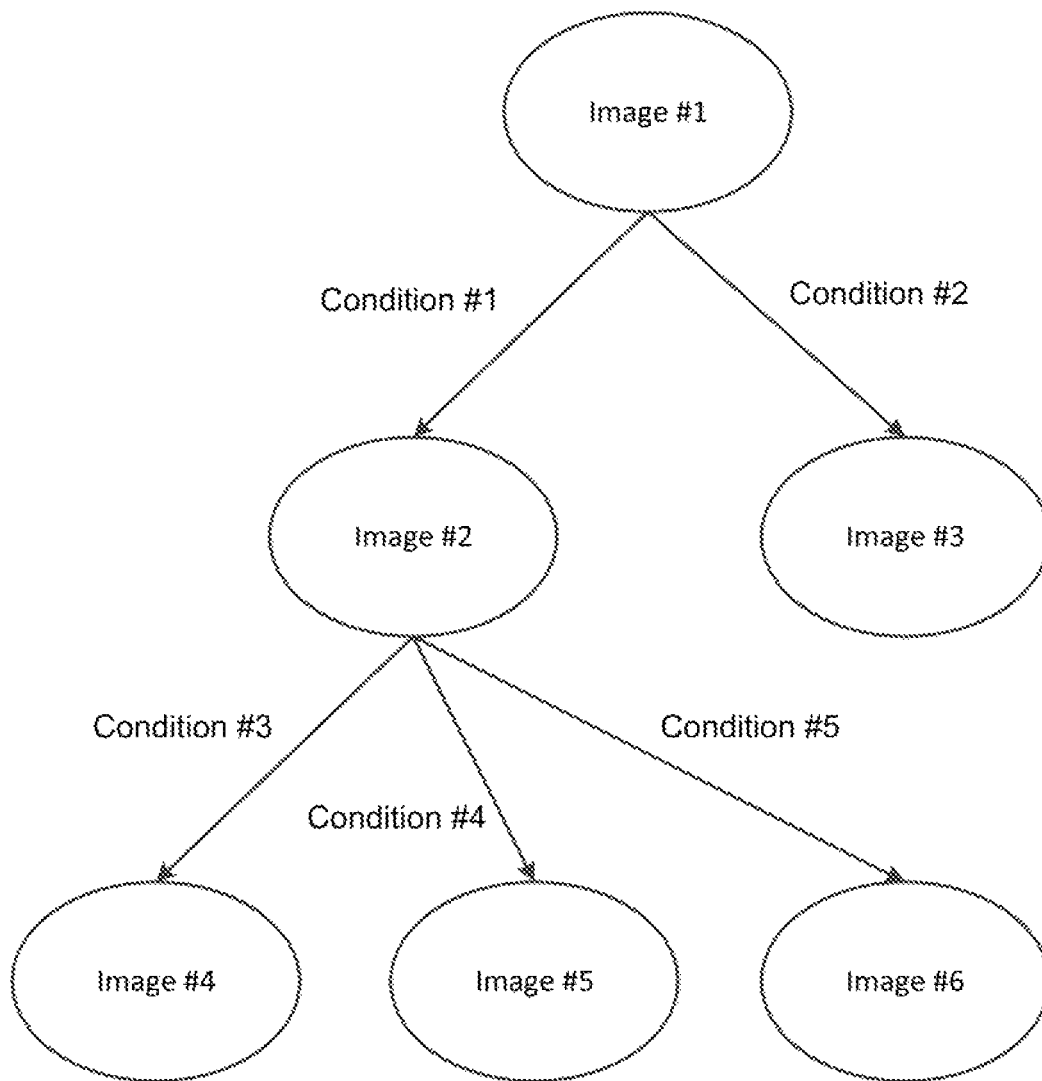 Image #1
Condition #1
Condition #2
Image #2
Image #3
Condition #3
Condition #5
Condition #4
Image #4
Image #5
Image #6